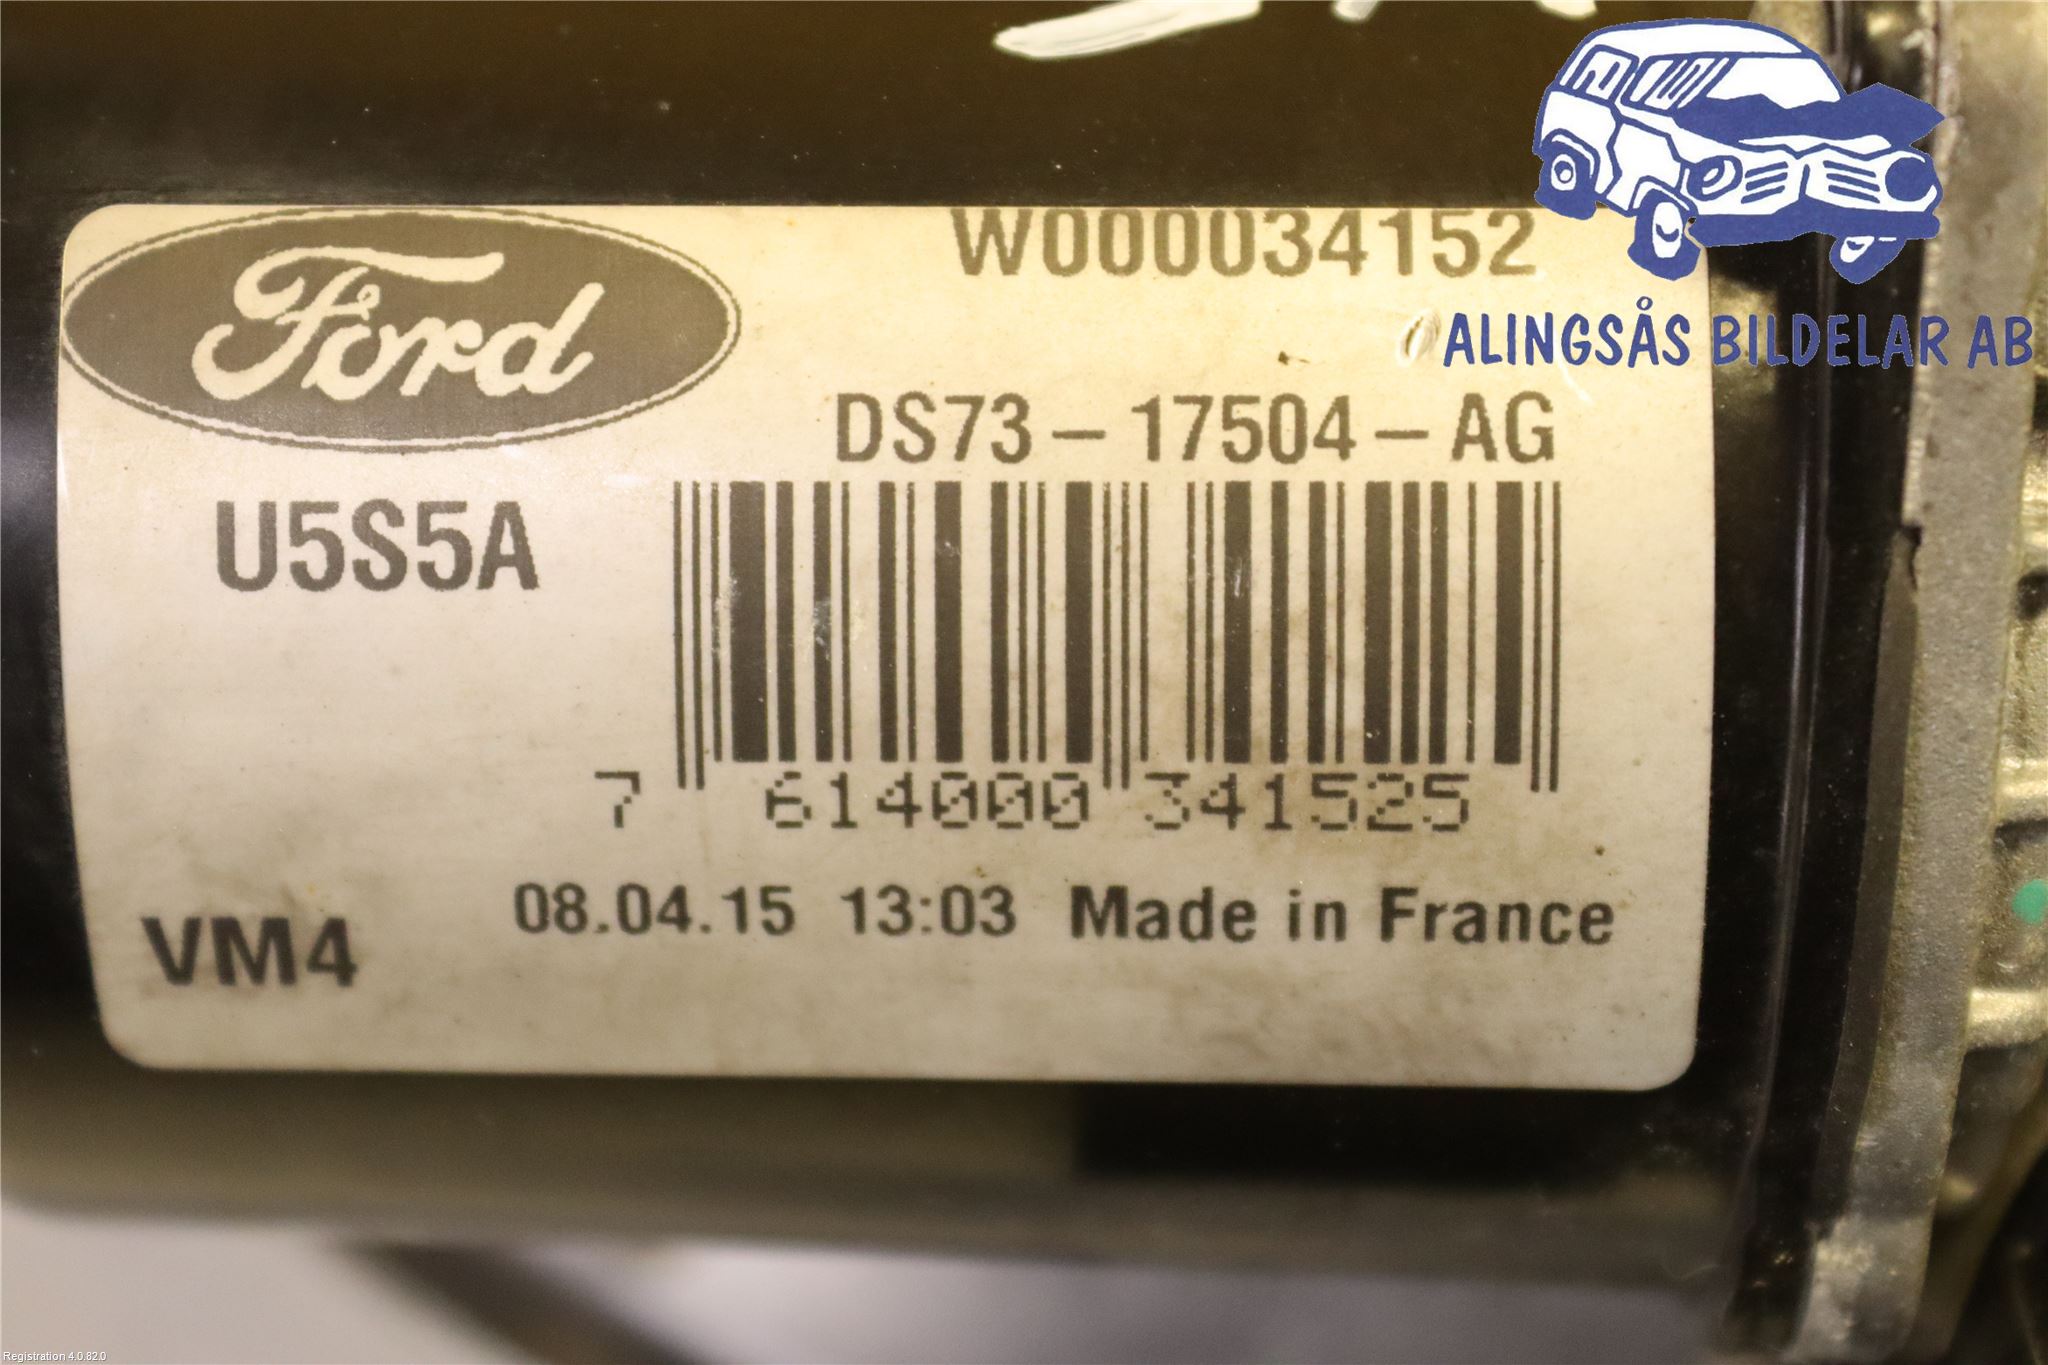 Ford
W000034152
DS73-17504-AG
U5S5A
7 614000 341525
08.04.15 13:03 Made in France
VM4
ALINGSÅS BILDELAR AB
Registration 4.0.82.0